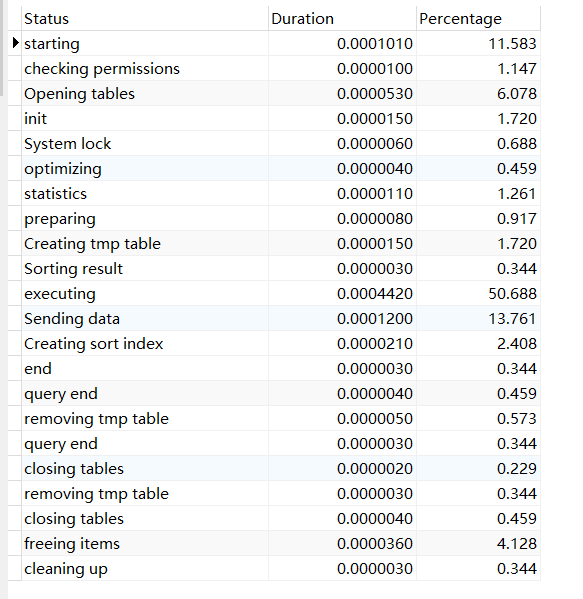 Status Duration Percentage
starting 0.0001010 11.583
checking permissions 0.0000100 1.147
Opening tables 0.0000530 6.078
init 0.0000150 1.720
System lock 0.0000060 0.688
optimizing 0.0000040 0.459
statistics 0.0000110 1.261
preparing 0.0000080 0.917
Creating tmp table 0.0000150 1.720
Sorting result 0.0000030 0.344
executing 0.0004420 50.688
Sending data 0.0001200 13.761
Creating sort index 0.0000210 2.408
end 0.0000030 0.344
query end 0.0000040 0.459
removing tmp table 0.0000050 0.573
query end 0.0000030 0.344
closing tables 0.0000020 0.229
removing tmp table 0.0000030 0.344
closing tables 0.0000040 0.459
freeing items 0.0000360 4.128
cleaning up 0.0000030 0.344